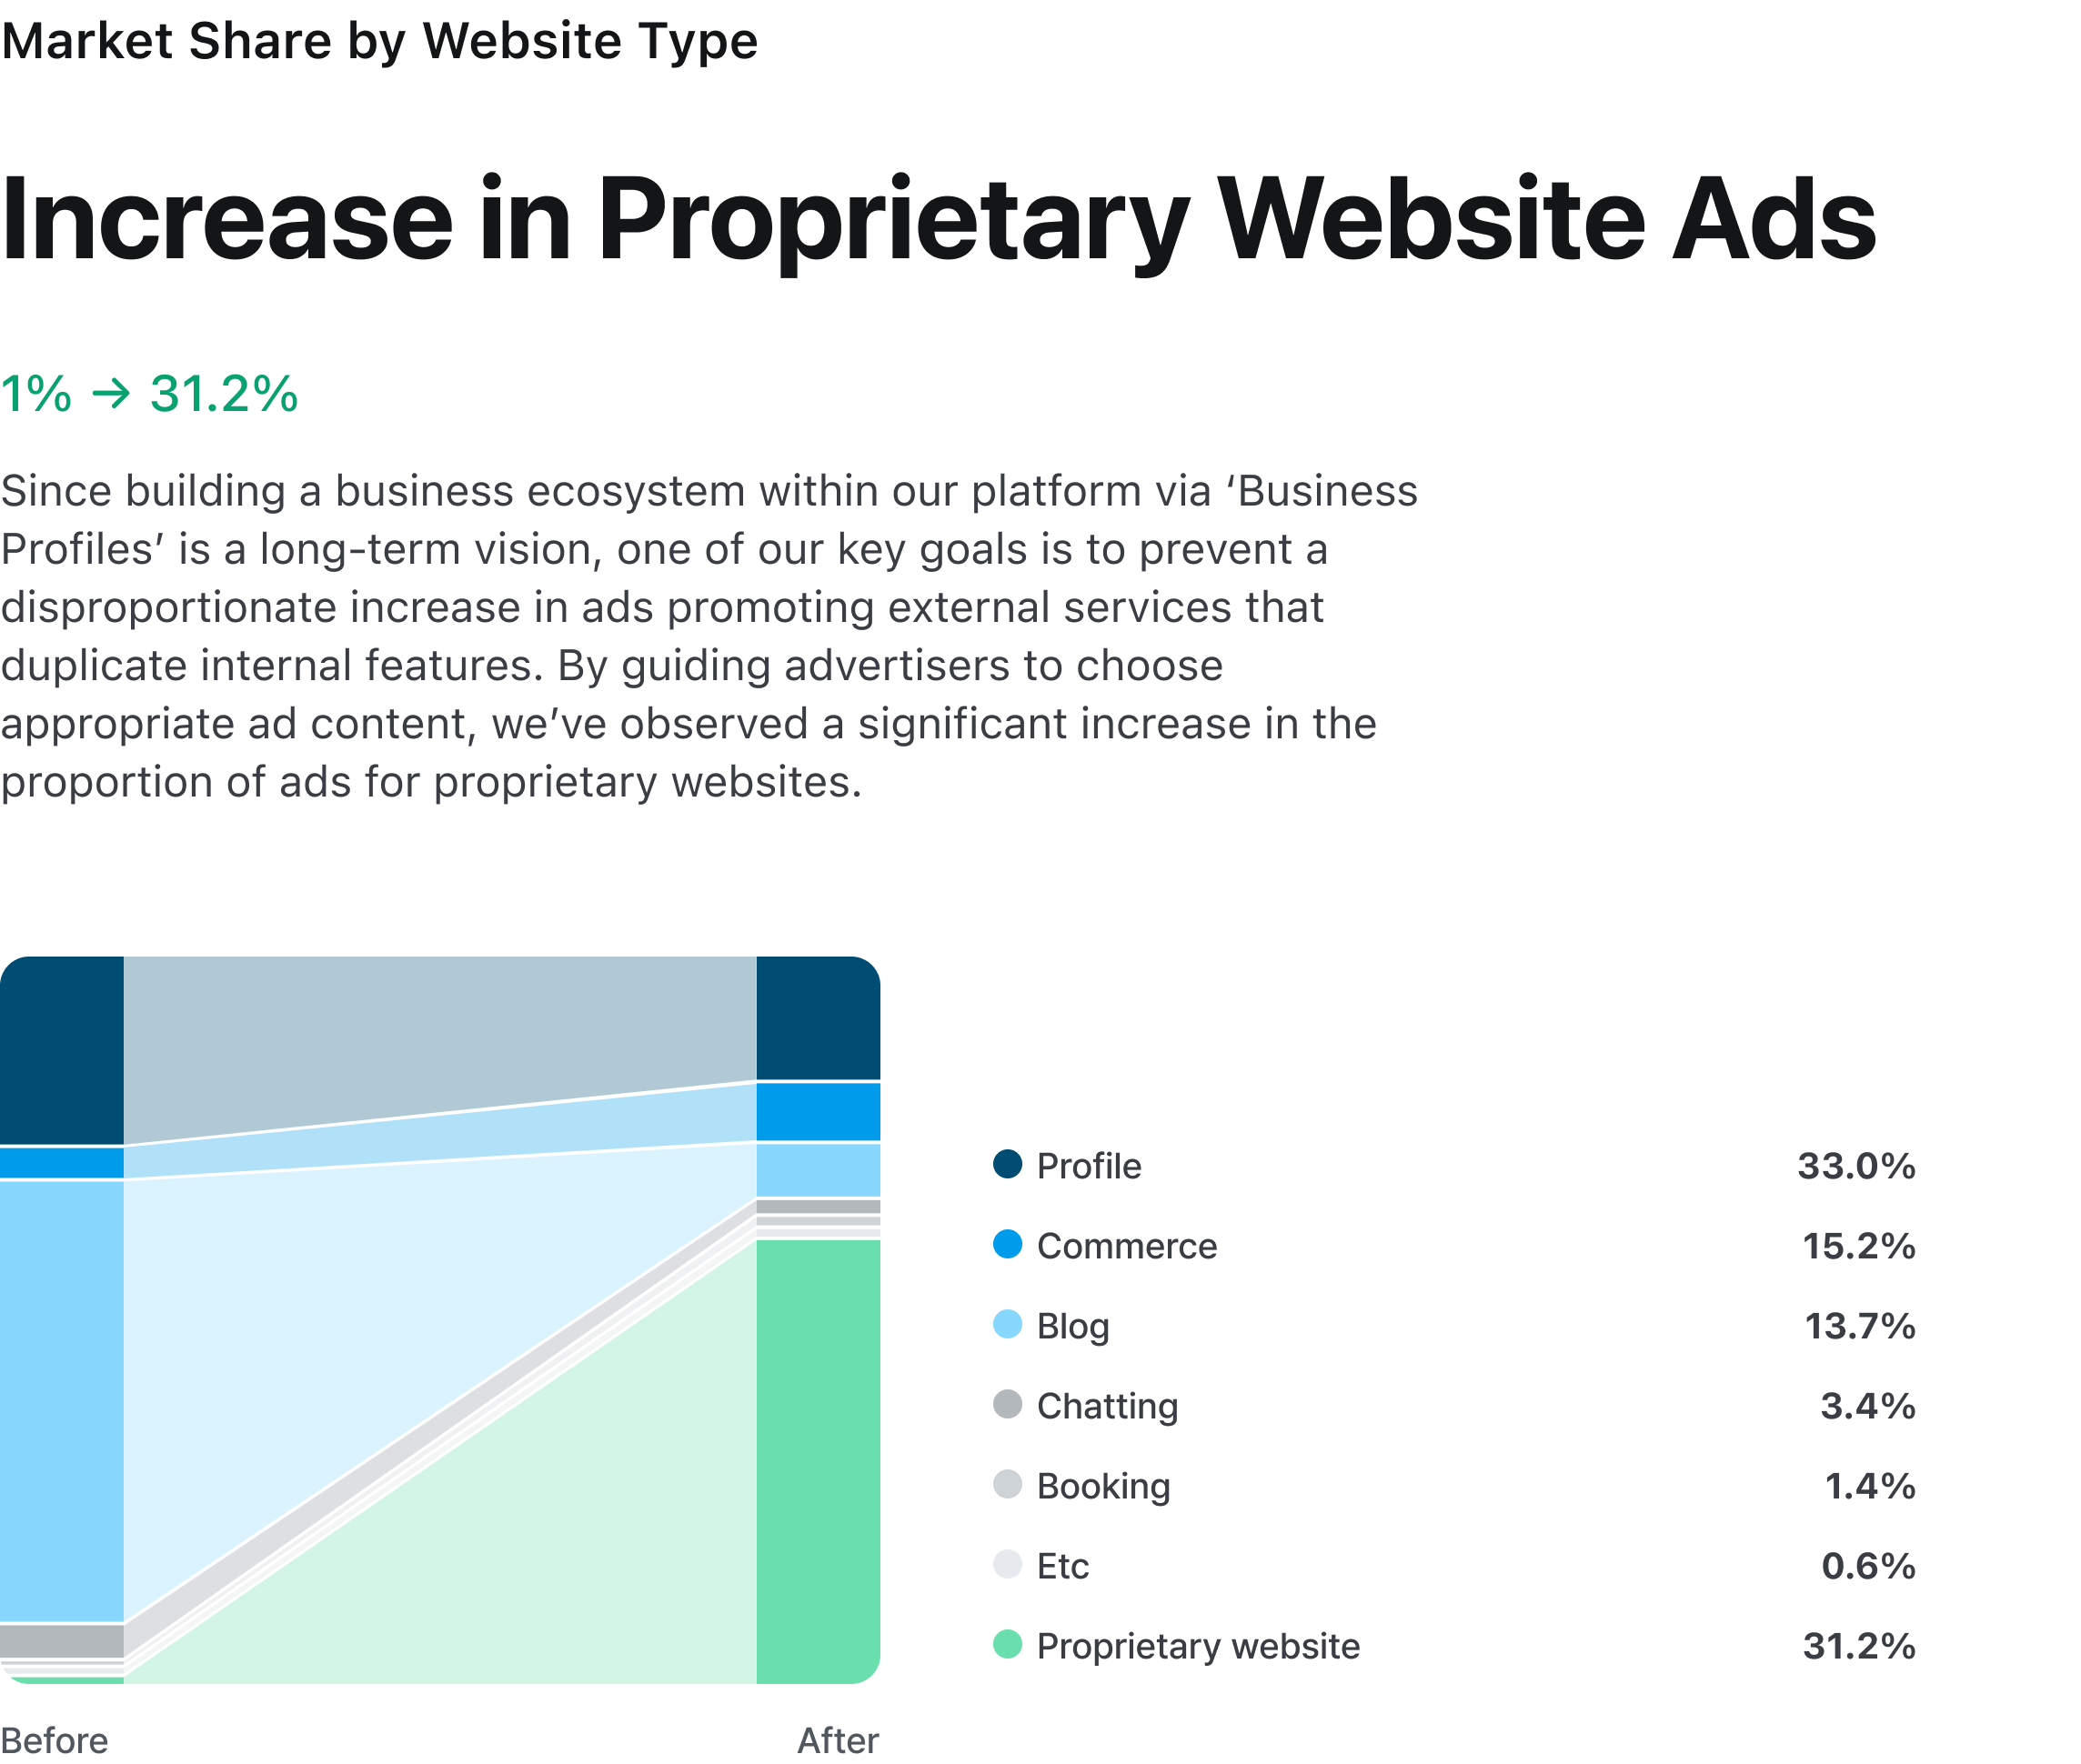 Market Share by Website Type
Increase in Proprietary Website Ads
1% → 31.2%
Since building a business ecosystem within our platform via ‘Business
Profiles’ is a long-term vision, one of our key goals is to prevent a
disproportionate increase in ads promoting external services that
duplicate internal features. By guiding advertisers to choose
appropriate ad content, we’ve observed a significant increase in the
proportion of ads for proprietary websites.
Profile 33.0%
Commerce 15.2%
Blog 13.7%
Chatting 3.4%
Booking 1.4%
Etc 0.6%
Proprietary website 31.2%
Before After